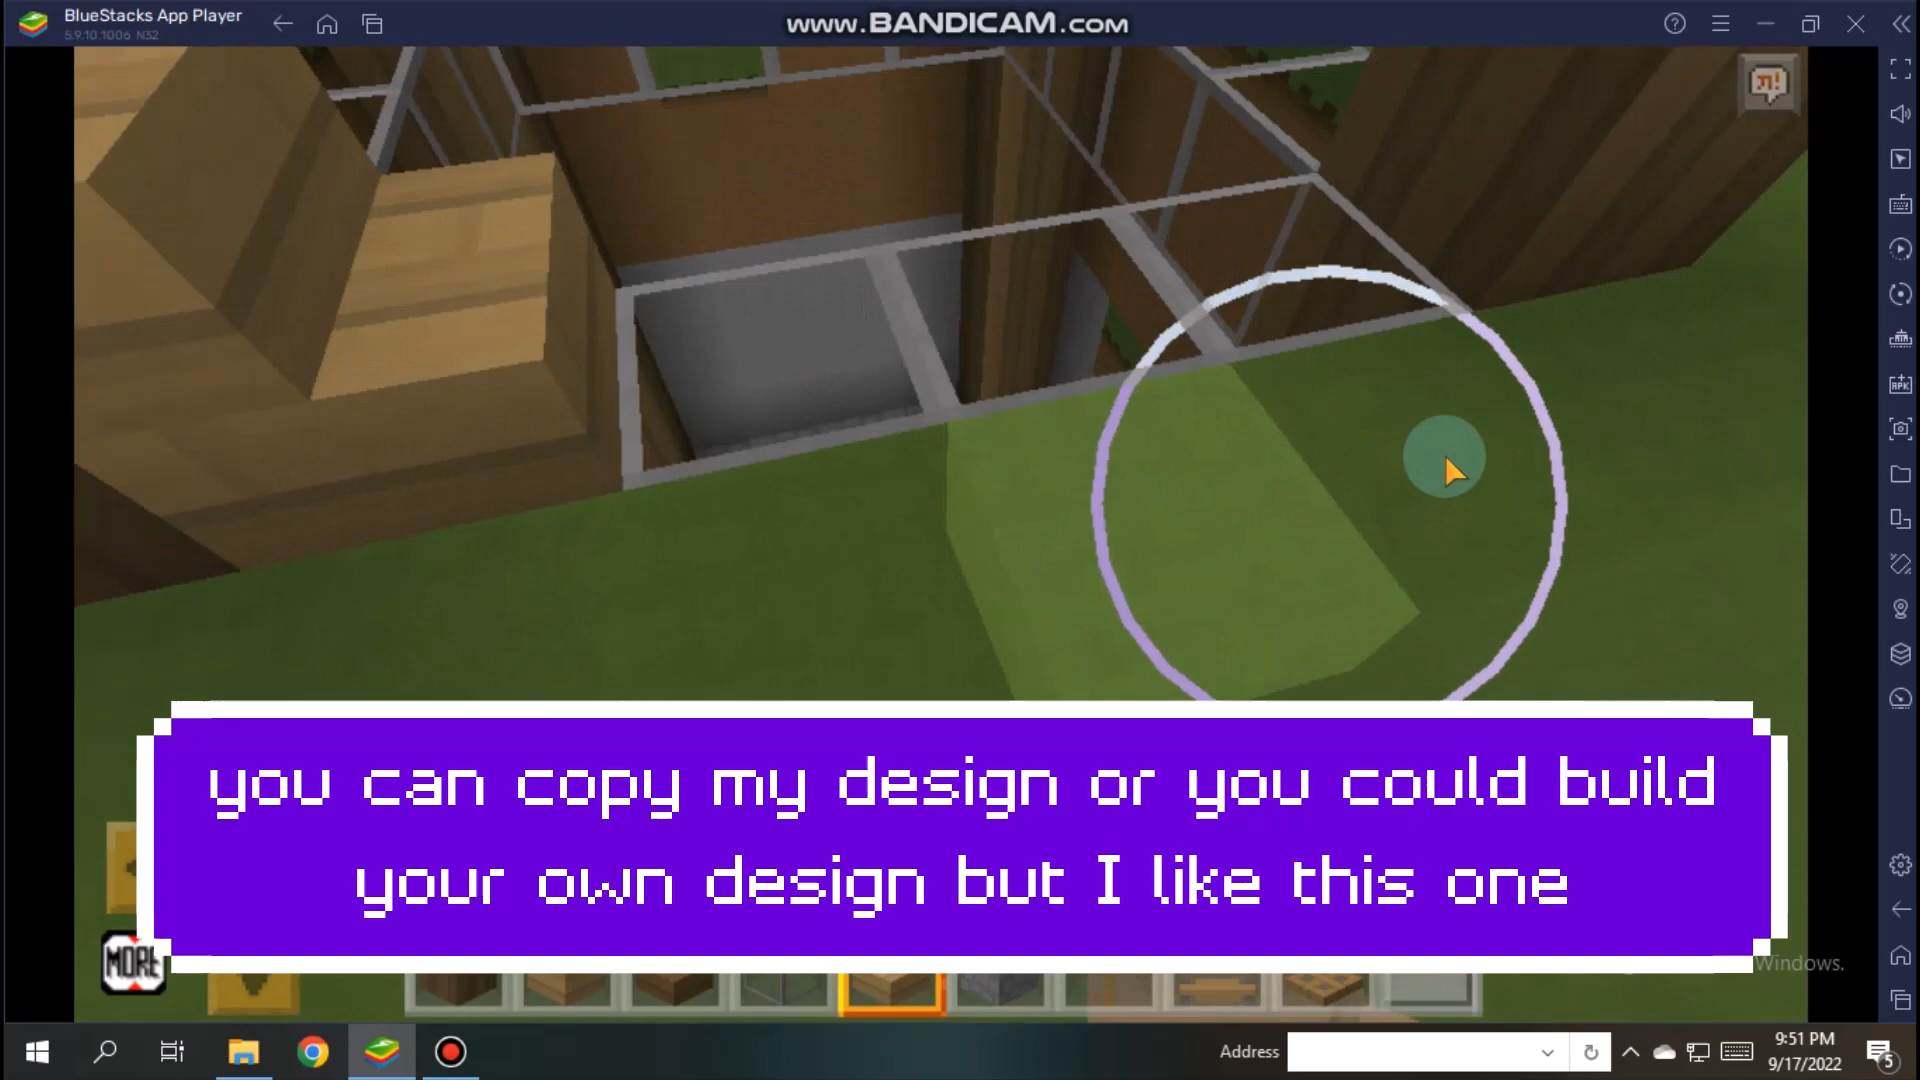 BlueStacks App Player
5.9.10.1006 N32
www.BANDICAM.com
you can copy my design or you could build
your own design but I like this one
MORE
Windows.
Address
9:51 PM
9/17/2022
5